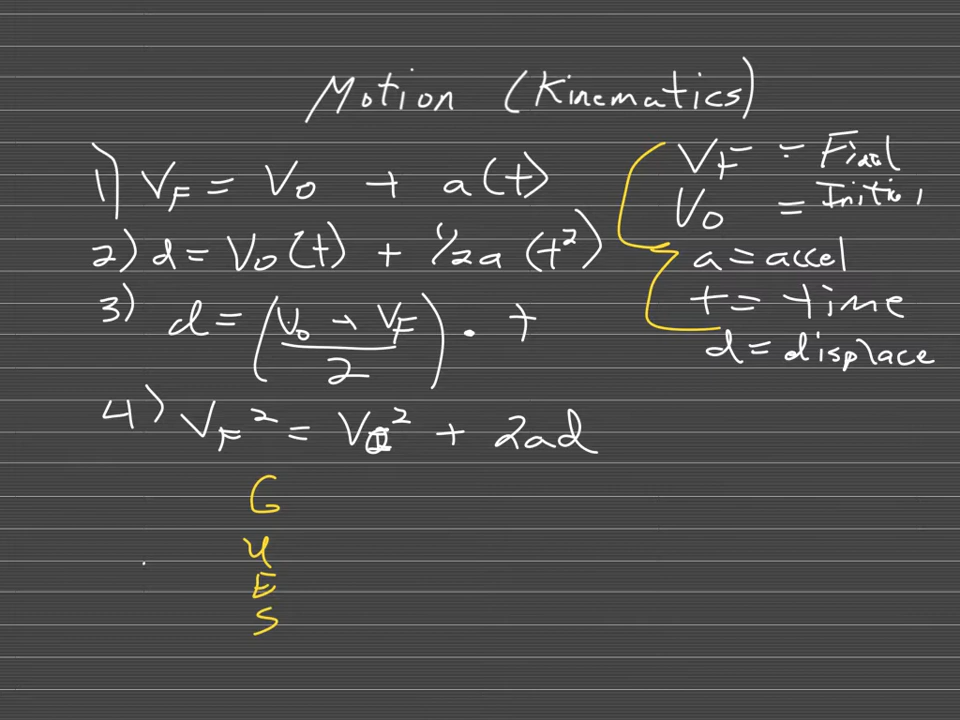 Motion (Kinematics)
1) VF = V0 + a(t)
2) d = V0(t) + 1/2a (t²)
3) d = (V0 + VF / 2) · t
4) VF² = V0² + 2ad
VF = Final
V0 = Initial
a = accel
t = time
d = displace
G
U
E
S